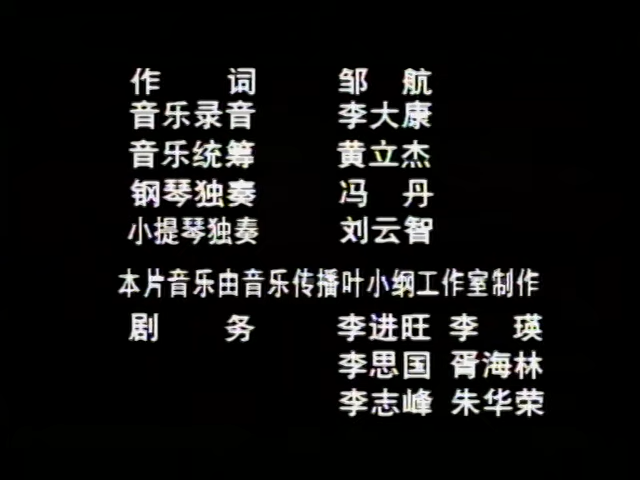 作 词 邹 航
音乐录音 李大康
音乐统筹 黄立杰
钢琴独奏 冯 丹
小提琴独奏 刘云智
本片音乐由音乐传播叶小纲工作室制作
剧 务 李进旺 李 瑛
李思国 胥海林
李志峰 朱华荣